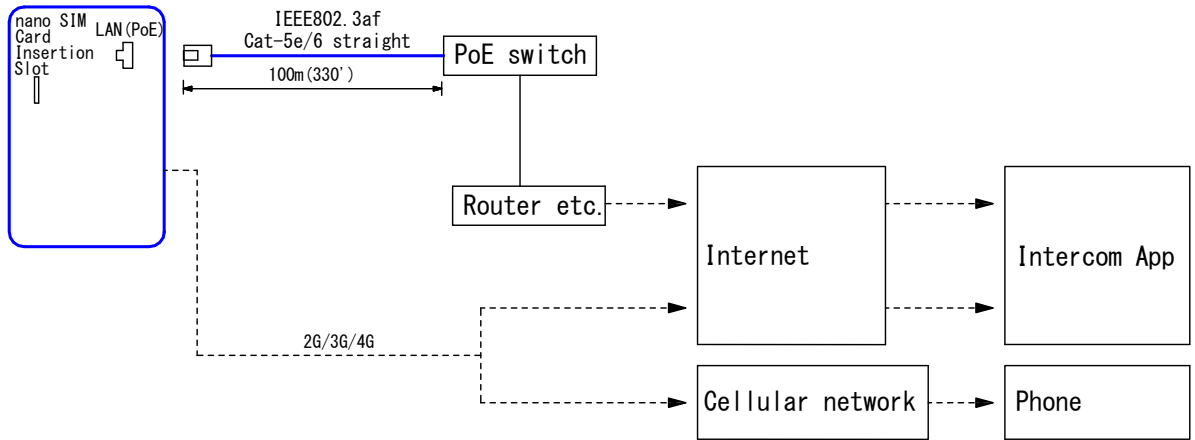 nano SIM
Card
Insertion
Slot
LAN(PoE)
IEEE802.3af
Cat-5e/6 straight
100m(330')
PoE switch
Router etc.
Internet
Intercom App
2G/3G/4G
Cellular network
Phone